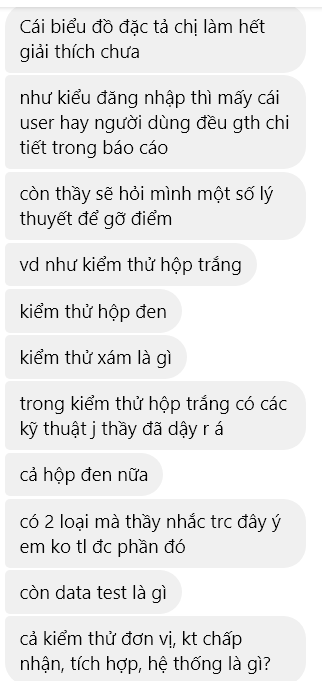 Cái biểu đồ đặc tả chị làm hết
giải thích chưa
như kiểu đăng nhập thì mấy cái
user hay người dùng đều gth chi
tiết trong báo cáo
còn thầy sẽ hỏi mình một số lý
thuyết để gỡ điểm
vd như kiểm thử hộp trắng
kiểm thử hộp đen
kiểm thử xám là gì
trong kiểm thử hộp trắng có các
kỹ thuật j thầy đã dậy r á
cả hộp đen nữa
có 2 loại mà thầy nhắc trc đây ý
em ko tl đc phần đó
còn data test là gì
cả kiểm thử đơn vị, kt chấp
nhận, tích hợp, hệ thống là gì?